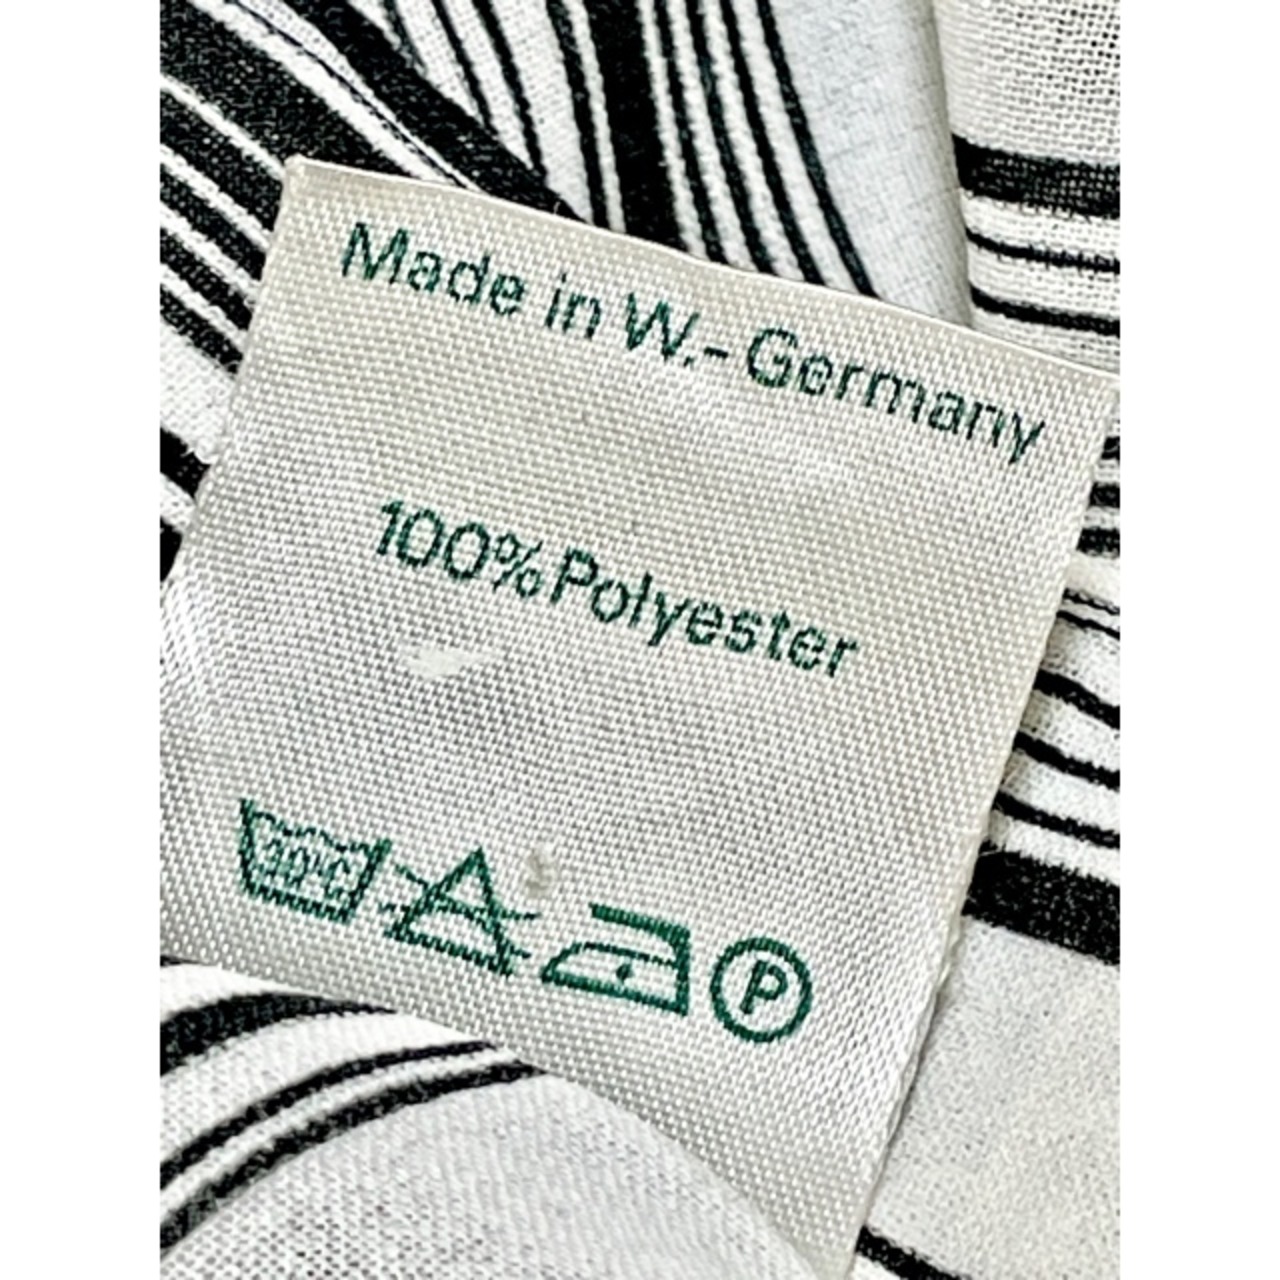 Made in W.-Germany
100% Polyester
30°C
P